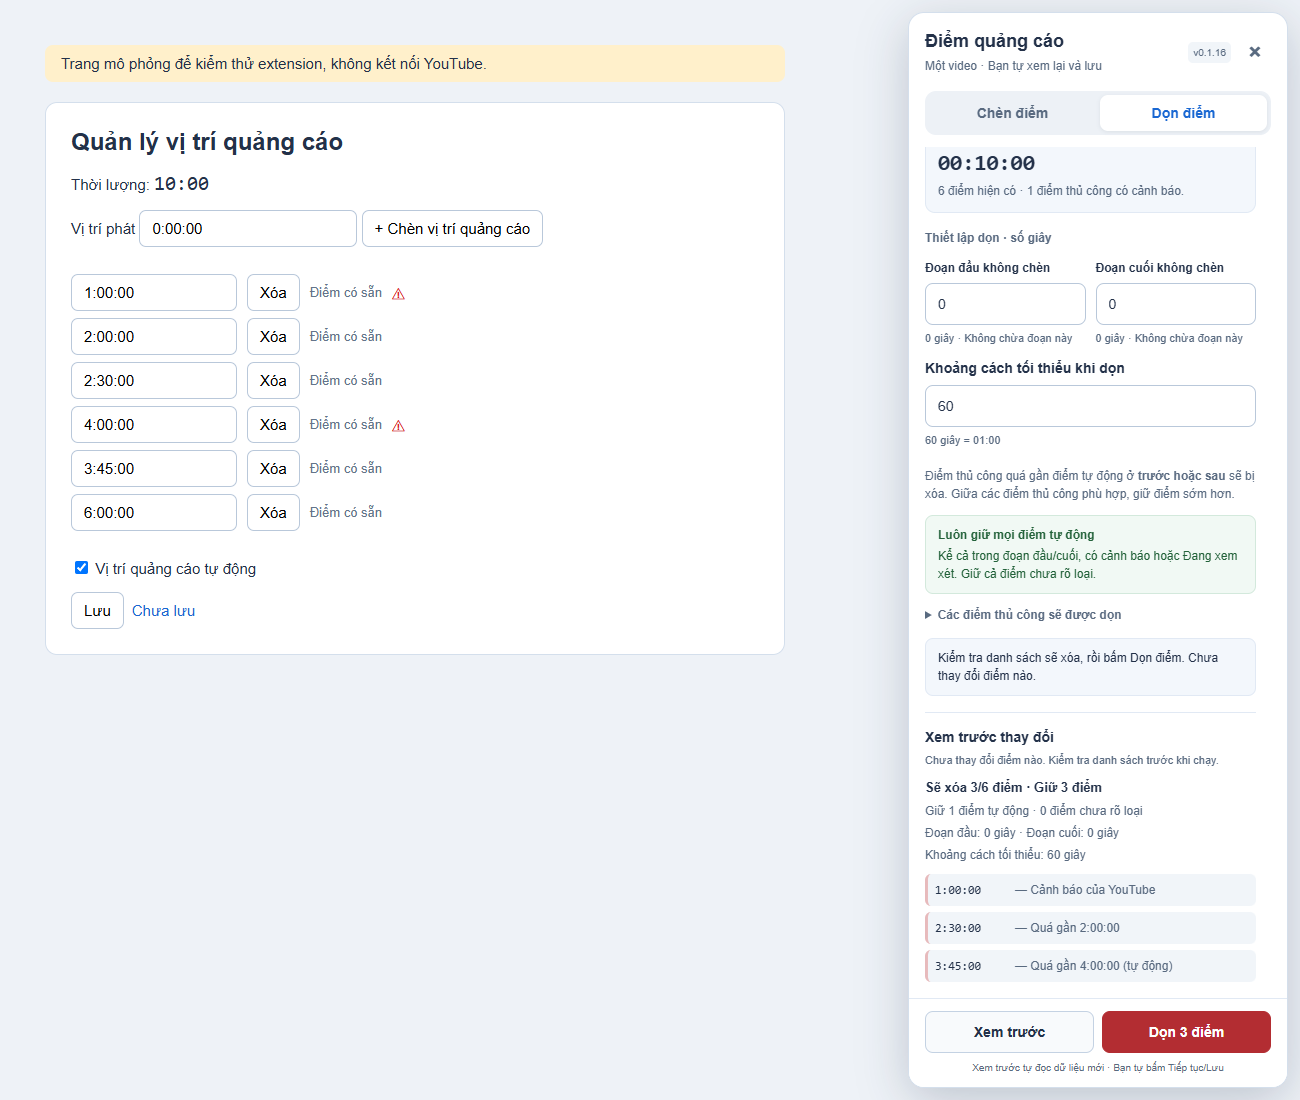 Trang mô phỏng để kiểm thử extension, không kết nối YouTube.
Quản lý vị trí quảng cáo
Thời lượng: 10:00
Vị trí phát 0:00:00 + Chèn vị trí quảng cáo
1:00:00 Xóa Điểm có sẵn
2:00:00 Xóa Điểm có sẵn
2:30:00 Xóa Điểm có sẵn
4:00:00 Xóa Điểm có sẵn
3:45:00 Xóa Điểm có sẵn
6:00:00 Xóa Điểm có sẵn
Vị trí quảng cáo tự động
Lưu Chưa lưu
Điểm quảng cáo
Một video · Bạn tự xem lại và lưu
v0.1.16
Chèn điểm Dọn điểm
00:10:00
6 điểm hiện có · 1 điểm thủ công có cảnh báo.
Thiết lập dọn · số giây
Đoạn đầu không chèn Đoạn cuối không chèn
0 0
0 giây · Không chừa đoạn này 0 giây · Không chừa đoạn này
Khoảng cách tối thiểu khi dọn
60
60 giây = 01:00
Điểm thủ công quá gần điểm tự động ở trước hoặc sau sẽ bị
xóa. Giữa các điểm thủ công phù hợp, giữ điểm sớm hơn.
Luôn giữ mọi điểm tự động
Kể cả trong đoạn đầu/cuối, có cảnh báo hoặc Đang xem
xét. Giữ cả điểm chưa rõ loại.
Các điểm thủ công sẽ được dọn
Kiểm tra danh sách sẽ xóa, rồi bấm Dọn điểm. Chưa
thay đổi điểm nào.
Xem trước thay đổi
Chưa thay đổi điểm nào. Kiểm tra danh sách trước khi chạy.
Sẽ xóa 3/6 điểm · Giữ 3 điểm
Giữ 1 điểm tự động · 0 điểm chưa rõ loại
Đoạn đầu: 0 giây · Đoạn cuối: 0 giây
Khoảng cách tối thiểu: 60 giây
1:00:00 — Cảnh báo của YouTube
2:30:00 — Quá gần 2:00:00
3:45:00 — Quá gần 4:00:00 (tự động)
Xem trước Dọn 3 điểm
Xem trước tự đọc dữ liệu mới · Bạn tự bấm Tiếp tục/Lưu